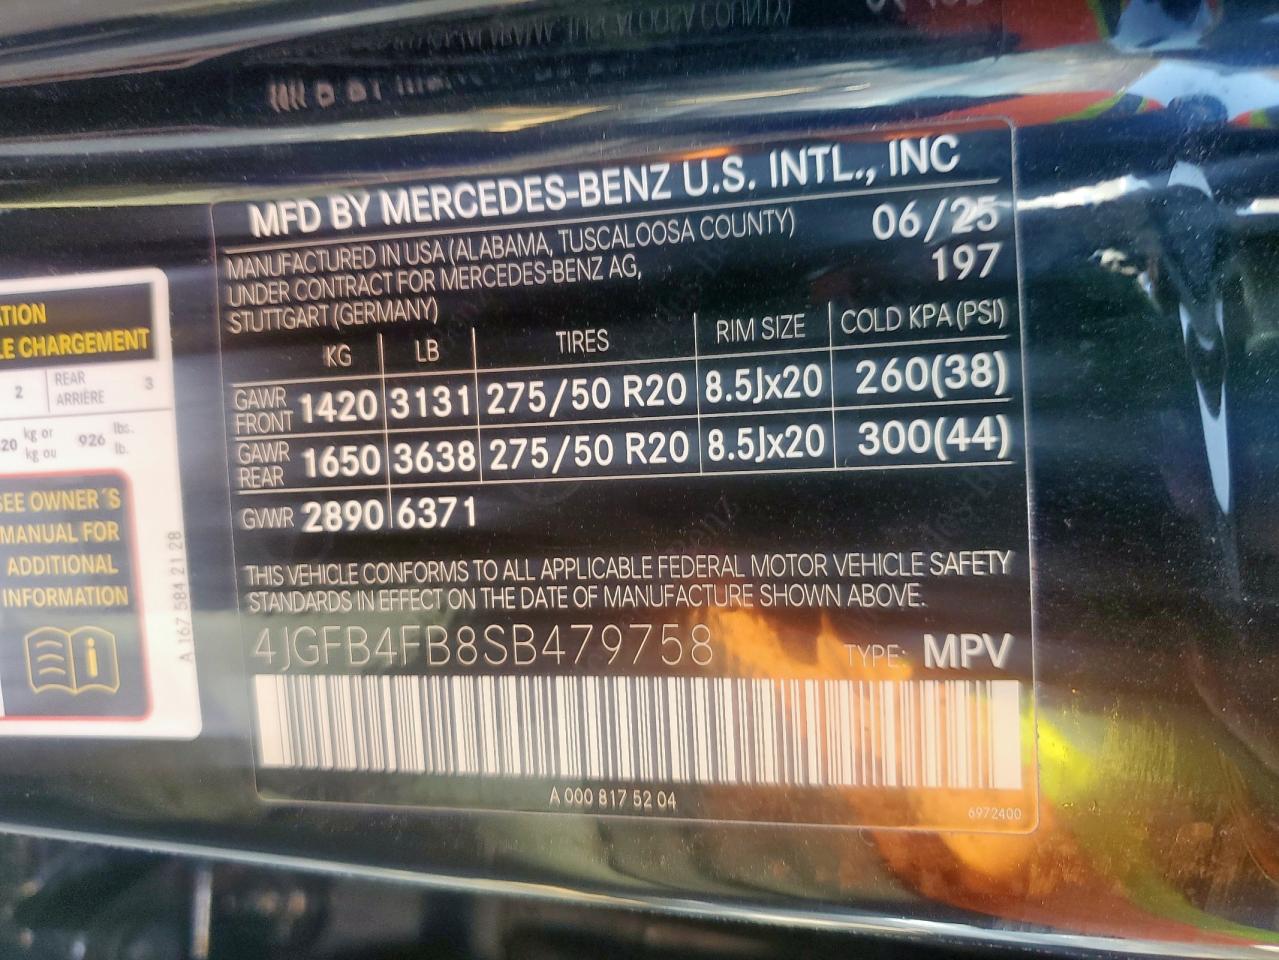 MFD BY MERCEDES-BENZ U.S. INTL., INC
MANUFACTURED IN USA (ALABAMA, TUSCALOOSA COUNTY)
UNDER CONTRACT FOR MERCEDES-BENZ AG,
STUTTGART (GERMANY)
06/25
197
KG LB TIRES RIM SIZE COLD KPA (PSI)
GAWR FRONT 1420 3131 275/50 R20 8.5Jx20 260(38)
GAWR REAR 1650 3638 275/50 R20 8.5Jx20 300(44)
GVWR 2890 6371
THIS VEHICLE CONFORMS TO ALL APPLICABLE FEDERAL MOTOR VEHICLE SAFETY
STANDARDS IN EFFECT ON THE DATE OF MANUFACTURE SHOWN ABOVE.
4JGFB4FB8SB479758 TYPE: MPV
A 000 817 52 04
6972400
CHARGEMENT
2 REAR 3
ARRIÈRE
kg or 926 lbs.
kg ou lb.
SEE OWNER'S
MANUAL FOR
ADDITIONAL
INFORMATION
A 167 584 21 28